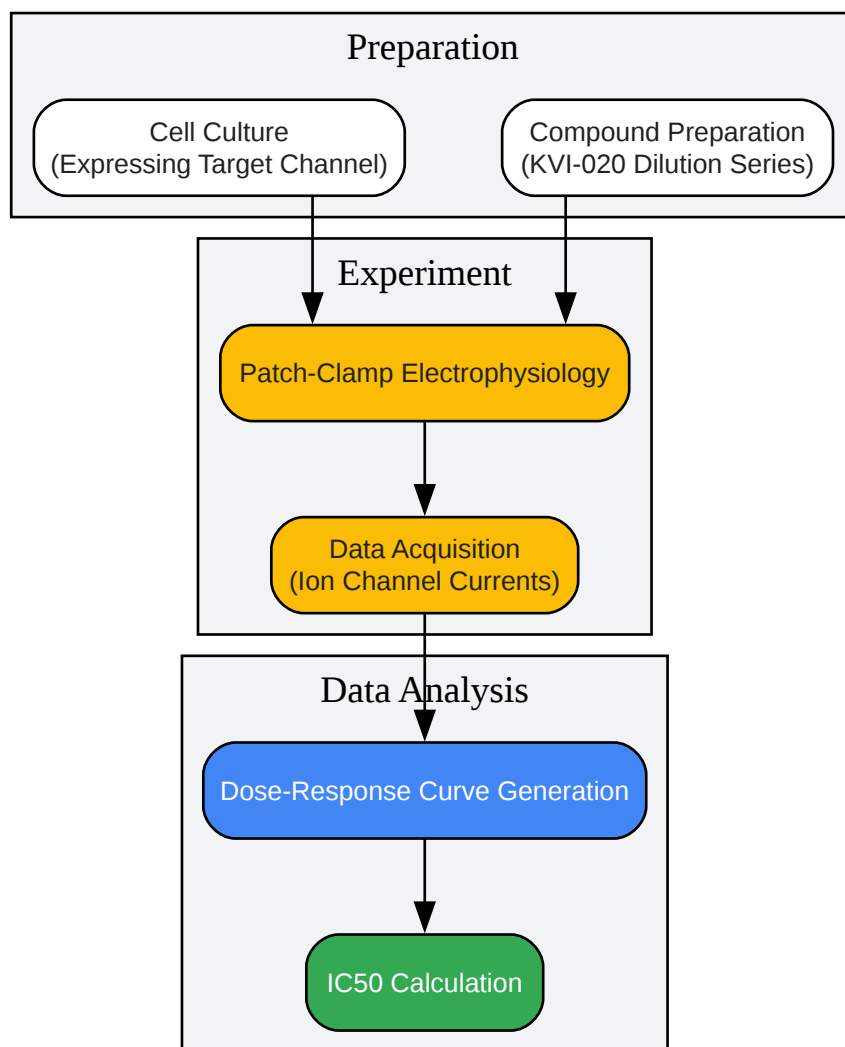 Preparation
Cell Culture
(Expressing Target Channel)
Compound Preparation
(KVI-020 Dilution Series)
Experiment
Patch-Clamp Electrophysiology
Data Acquisition
(Ion Channel Currents)
Data Analysis
Dose-Response Curve Generation
IC50 Calculation